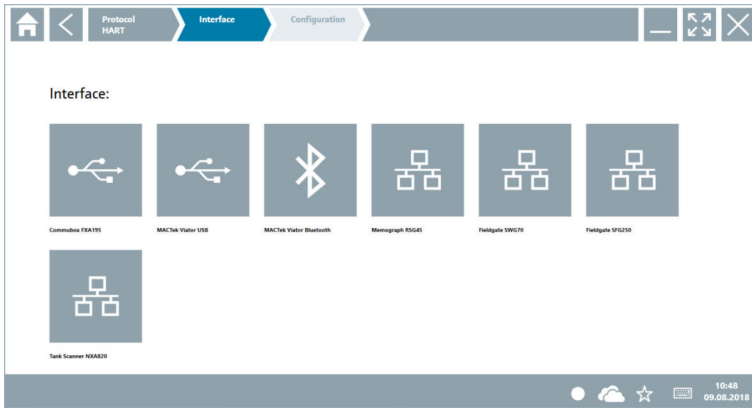 Protocol
HART
Interface
Configuration
Interface:
Commubox FXA195
MACTek Viator USB
MACTek Viator Bluetooth
Memograph RSG45
Fieldgate SWG70
Fieldgate SFG250
Tank Scanner NXA820
10:48
09.08.2018